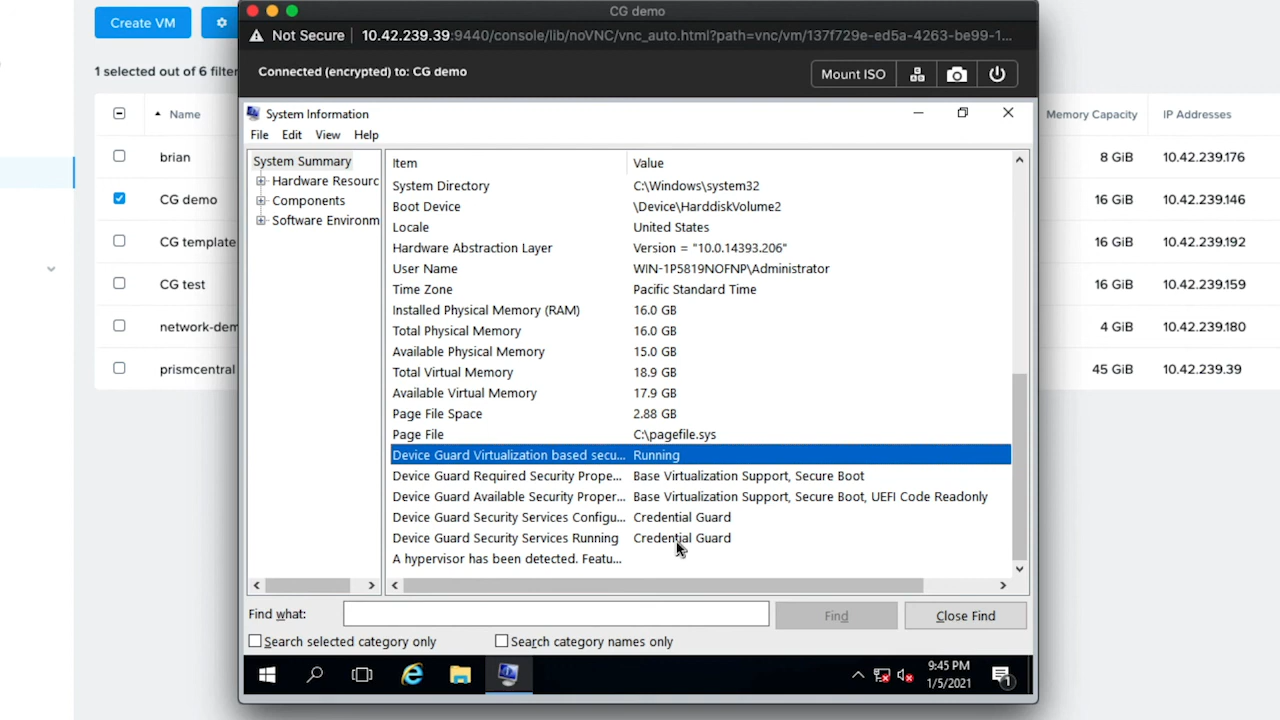 CG demo
Create VM
Not Secure
10.42.239.39:9440/console/lib/noVNC/vnc_auto.html?path=vnc/vm/137f729e-ed5a-4263-be99-1...
1 selected out of 6 filter
Connected (encrypted) to: CG demo
Mount ISO
Name
Memory Capacity
IP Addresses
brian
8 GiB
10.42.239.176
CG demo
16 GiB
10.42.239.146
CG template
16 GiB
10.42.239.192
CG test
16 GiB
10.42.239.159
network-dem
4 GiB
10.42.239.180
prismcentral
45 GiB
10.42.239.39
System Information
File Edit View Help
System Summary
Hardware Resourc
Components
Software Environm
Item Value
System Directory C:\Windows\system32
Boot Device \Device\HarddiskVolume2
Locale United States
Hardware Abstraction Layer Version = "10.0.14393.206"
User Name WIN-1P5819NOFNP\Administrator
Time Zone Pacific Standard Time
Installed Physical Memory (RAM) 16.0 GB
Total Physical Memory 16.0 GB
Available Physical Memory 15.0 GB
Total Virtual Memory 18.9 GB
Available Virtual Memory 17.9 GB
Page File Space 2.88 GB
Page File C:\pagefile.sys
Device Guard Virtualization based secu... Running
Device Guard Required Security Prope... Base Virtualization Support, Secure Boot
Device Guard Available Security Proper... Base Virtualization Support, Secure Boot, UEFI Code Readonly
Device Guard Security Services Configu... Credential Guard
Device Guard Security Services Running Credential Guard
A hypervisor has been detected. Featu...
Find what:
Find
Close Find
Search selected category only
Search category names only
9:45 PM
1/5/2021
1